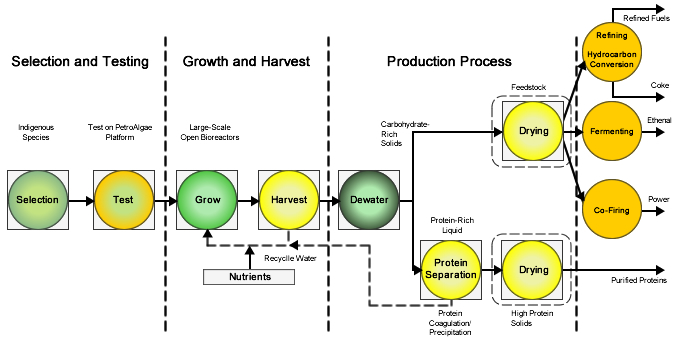 Selection and Testing
Growth and Harvest
Production Process
Indigenous
Species
Test on PetroAlgae
Platform
Large-Scale
Open Bioreactors
Carbohydrate-
Rich
Solids
Feedstock
Selection
Test
Grow
Harvest
Dewater
Drying
Refining
Hydrocarbon
Conversion
Refined Fuels
Coke
Fermenting
Ethenal
Co-Firing
Power
Protein-Rich
Liquid
Protein
Separation
Drying
Purified Proteins
Recyclle Water
Nutrients
Protein
Coagulation/
Precipitation
High Protein
Solids